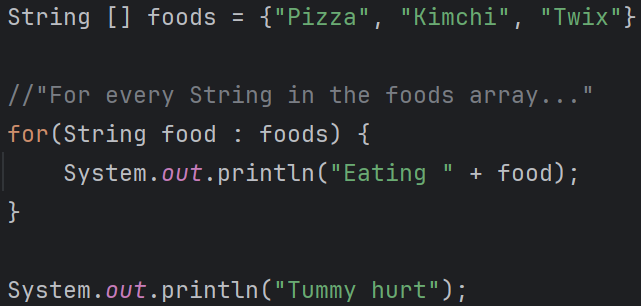 String [] foods = {"Pizza", "Kimchi", "Twix"}
//"For every String in the foods array..."
for(String food : foods) {
System.out.println("Eating " + food);
}
System.out.println("Tummy hurt");